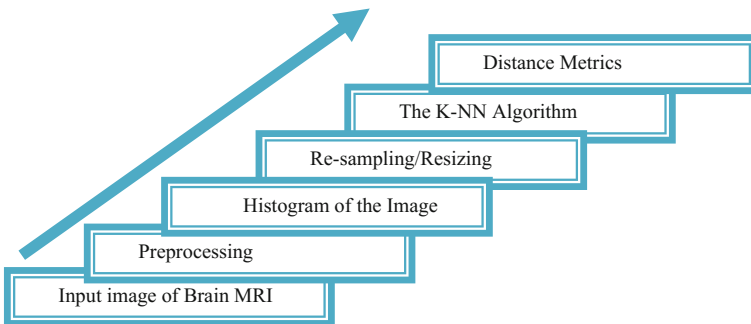 Distance Metrics
The K-NN Algorithm
Re-sampling/Resizing
Histogram of the Image
Preprocessing
Input image of Brain MRI